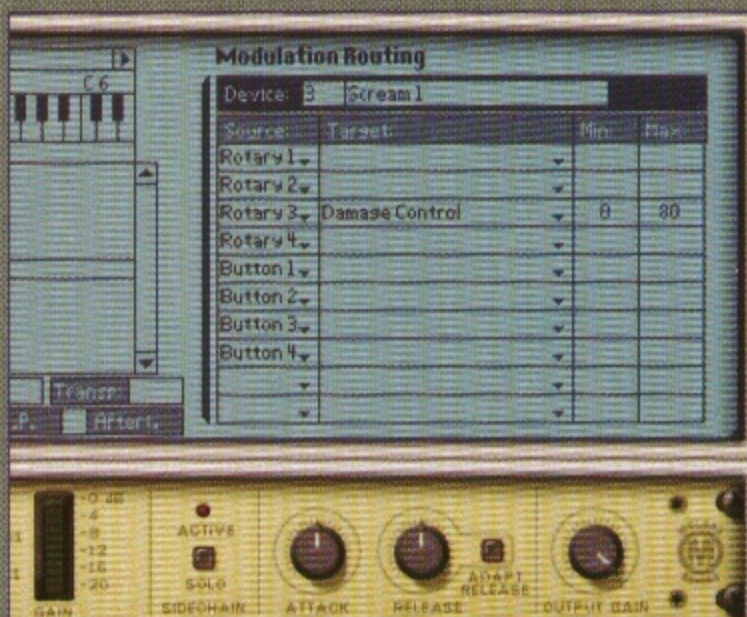 Modulation Routing
C 6
Device: 3 Scream 1
Source: Target: Min: Max:
Rotary 1
Rotary 2
Rotary 3 Damage Control 0 80
Rotary 4
Button 1
Button 2
Button 3
Button 4
Transp:
.P. Aftert.
-0 dB
-4
-8
-12
-16
-20
GAIN
ACTIVE
SOLO
SIDECHAIN
ATTACK
RELEASE
ADAPT
RELEASE
OUTPUT GAIN